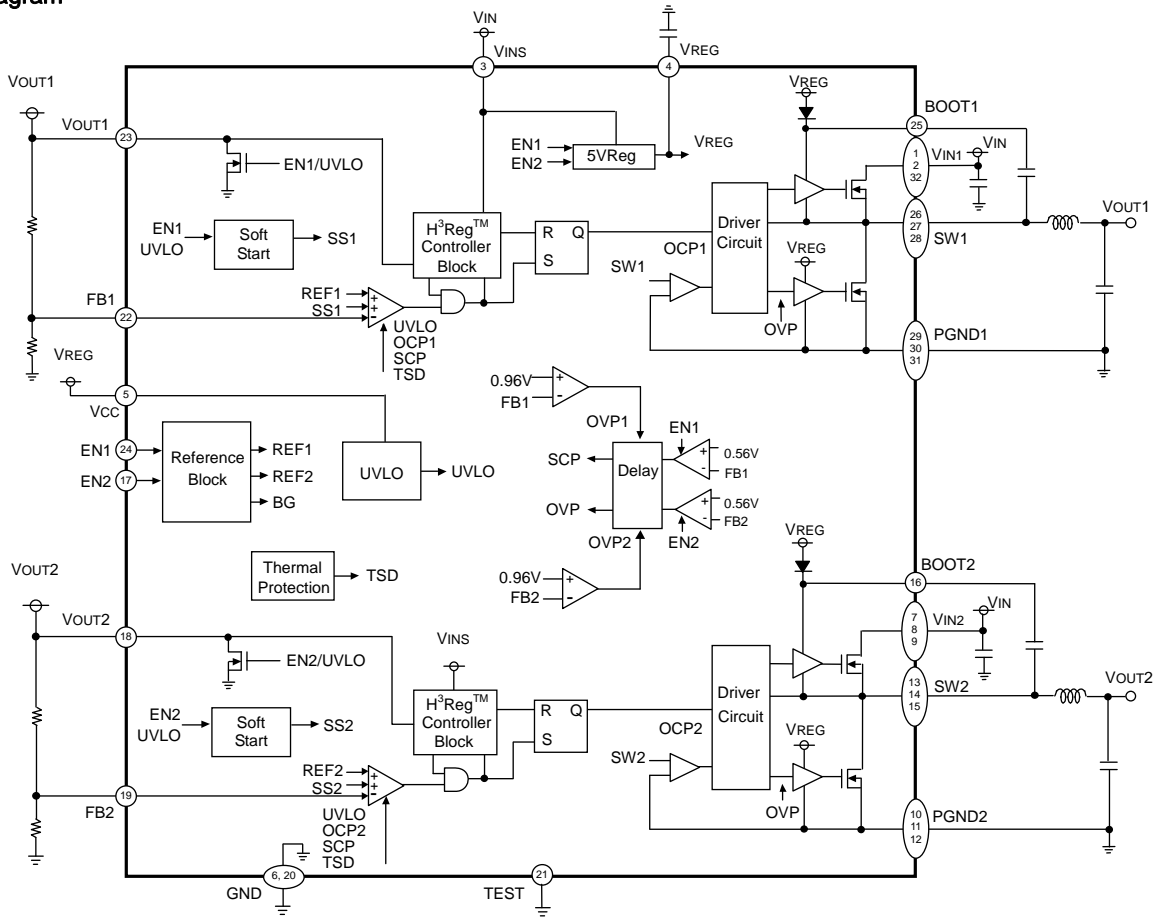 agram
VIN
VINS
3
VREG
4
VOUT1
VOUT1
23
EN1/UVLO
EN1
EN2
5VReg
VREG
VREG
BOOT1
25
1
2
32
VIN1
VIN
26
27
28
SW1
VOUT1
EN1
UVLO
Soft
Start
SS1
H³Reg™
Controller
Block
R
Q
S
OCP1
Driver
Circuit
VREG
SW1
OVP
FB1
22
REF1
SS1
+
+
-
UVLO
OCP1
SCP
TSD
29
30
31
PGND1
VREG
5
VCC
0.96V
FB1
+
-
OVP1
EN1
24
EN2
17
Reference
Block
REF1
REF2
BG
UVLO
UVLO
SCP
OVP
Delay
EN1
+
-
0.56V
FB1
+
-
0.56V
FB2
EN2
OVP2
0.96V
FB2
+
-
Thermal
Protection
TSD
VREG
BOOT2
16
7
8
9
VIN2
VIN
13
14
15
SW2
VOUT2
VOUT2
VOUT2
18
EN2/UVLO
VINS
EN2
UVLO
Soft
Start
SS2
H³Reg™
Controller
Block
R
Q
S
OCP2
Driver
Circuit
VREG
SW2
OVP
FB2
19
REF2
SS2
+
+
-
UVLO
OCP2
SCP
TSD
10
11
12
PGND2
6, 20
GND
TEST
21